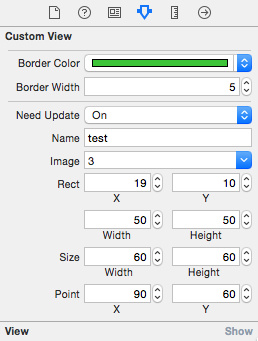 Custom View
Border Color
Border Width 5
Need Update On
Name test
Image 3
Rect 19 10
X Y
50 50
Width Height
Size 60 60
Width Height
Point 90 60
X Y
View Show